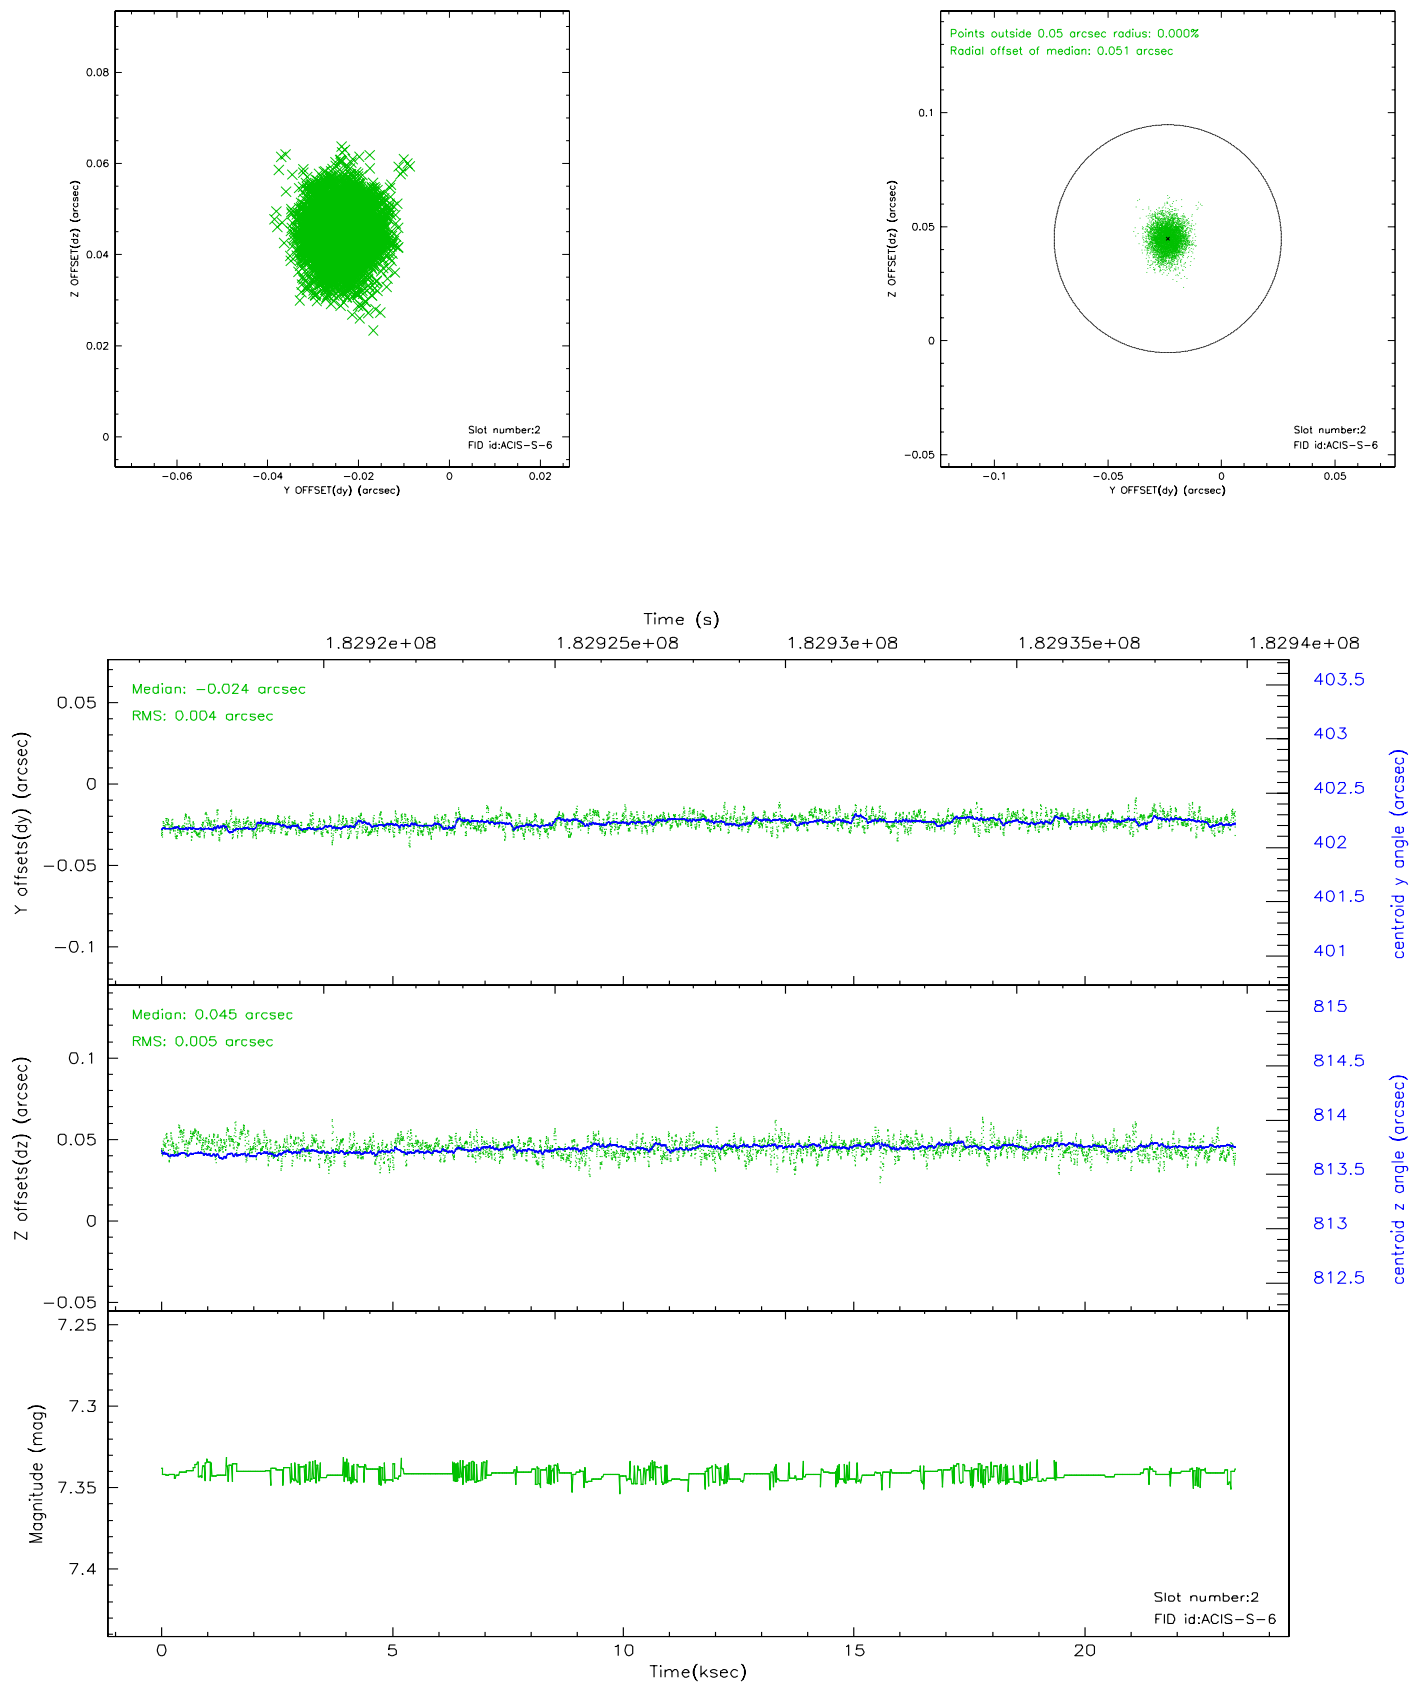 0.08
0.06
0.04
0.02
0
Z OFFSET(dz) (arcsec)
Slot number:2
FID id:ACIS-S-6
-0.06
-0.04
-0.02
0
0.02
Y OFFSET(dy) (arcsec)
Points outside 0.05 arcsec radius: 0.000%
Radial offset of median: 0.051 arcsec
0.1
0.05
0
-0.05
Z OFFSET(dz) (arcsec)
Slot number:2
FID id:ACIS-S-6
-0.1
-0.05
0
0.05
Y OFFSET(dy) (arcsec)
Time (s)
1.8292e+08
1.82925e+08
1.8293e+08
1.82935e+08
1.8294e+08
Median: -0.024 arcsec
RMS: 0.004 arcsec
0.05
0
-0.05
-0.1
Y offsets(dy) (arcsec)
403.5
403
402.5
402
401.5
401
centroid y angle (arcsec)
Median: 0.045 arcsec
RMS: 0.005 arcsec
0.1
0.05
0
-0.05
Z offsets(dz) (arcsec)
815
814.5
814
813.5
813
812.5
centroid z angle (arcsec)
7.25
7.3
7.35
7.4
Magnitude (mag)
Slot number:2
FID id:ACIS-S-6
0
5
10
15
20
Time(ksec)